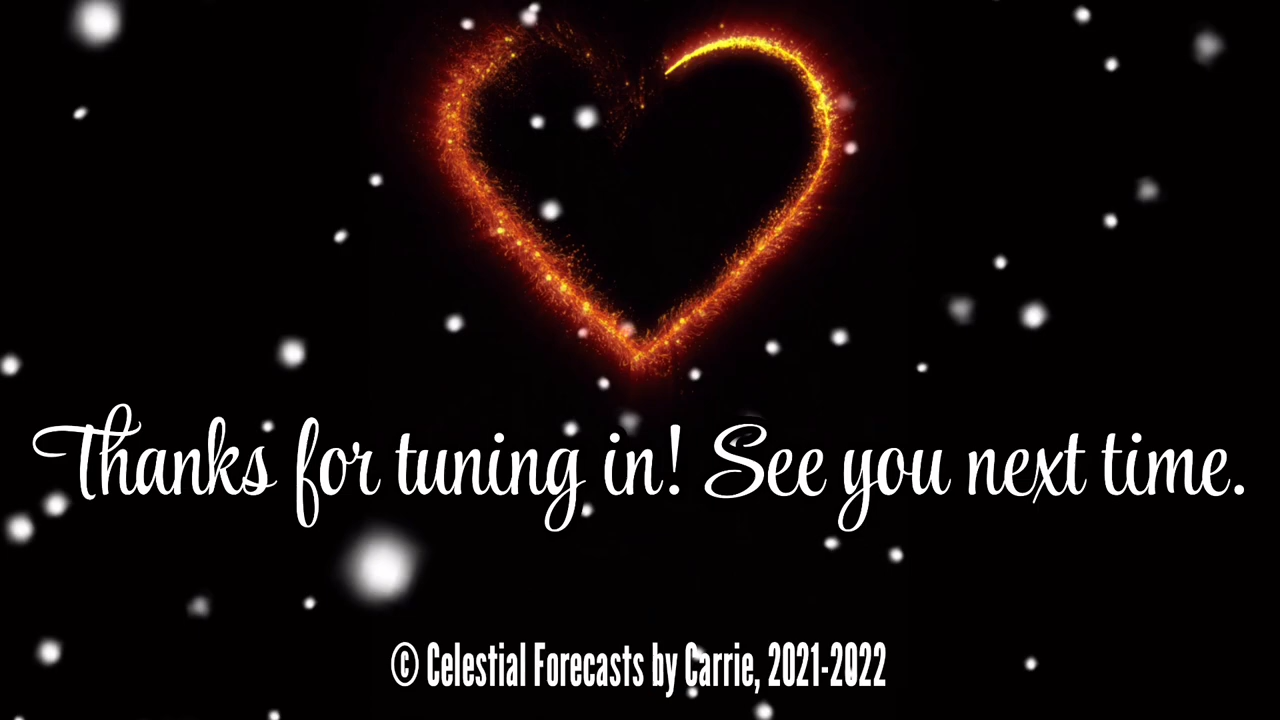 Thanks for tuning in! See you next time.
© Celestial Forecasts by Carrie, 2021-2022